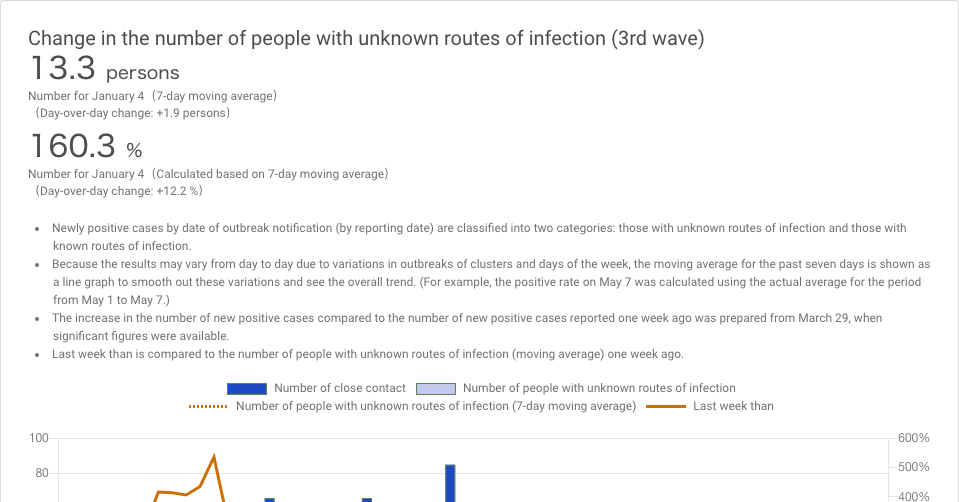 Change in the number of people with unknown routes of infection (3rd wave)
13.3 persons
Number for January 4（7-day moving average）
（Day-over-day change: +1.9 persons）
160.3 %
Number for January 4（Calculated based on 7-day moving average）
（Day-over-day change: +12.2 %）
Newly positive cases by date of outbreak notification (by reporting date) are classified into two categories: those with unknown routes of infection and those with
known routes of infection.
Because the results may vary from day to day due to variations in outbreaks of clusters and days of the week, the moving average for the past seven days is shown as
a line graph to smooth out these variations and see the overall trend. (For example, the positive rate on May 7 was calculated using the actual average for the period
from May 1 to May 7.)
The increase in the number of new positive cases compared to the number of new positive cases reported one week ago was prepared from March 29, when
significant figures were available.
Last week than is compared to the number of people with unknown routes of infection (moving average) one week ago.
Number of close contact Number of people with unknown routes of infection
Number of people with unknown routes of infection (7-day moving average) Last week than
100 600%
500%
80
400%